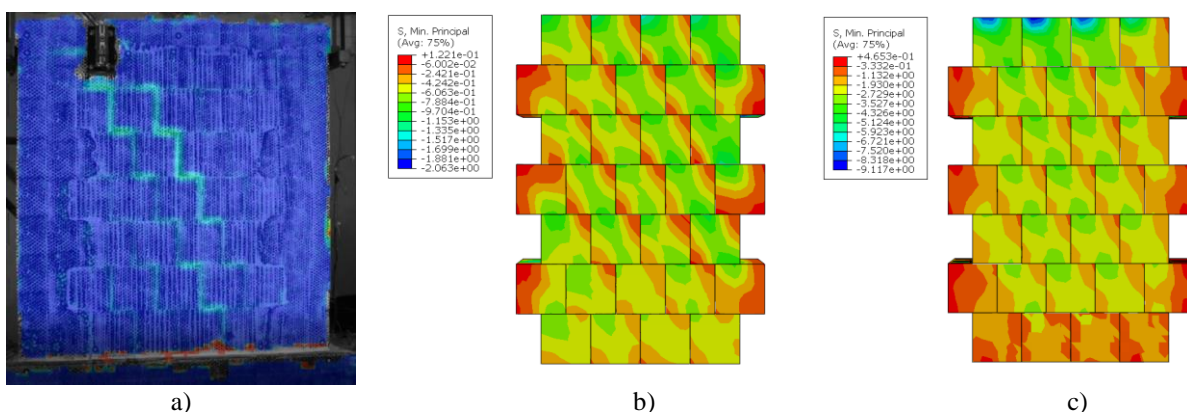 S, Min. Principal
(Avg: 75%)
+1.221e-01
-6.002e-02
-2.421e-01
-4.242e-01
-6.063e-01
-7.884e-01
-9.704e-01
-1.153e+00
-1.335e+00
-1.517e+00
-1.699e+00
-1.881e+00
-2.063e+00
S, Min. Principal
(Avg: 75%)
+4.653e-01
-3.332e-01
-1.132e+00
-1.930e+00
-2.729e+00
-3.527e+00
-4.326e+00
-5.124e+00
-5.923e+00
-6.721e+00
-7.520e+00
-8.318e+00
-9.117e+00
a)
b)
c)